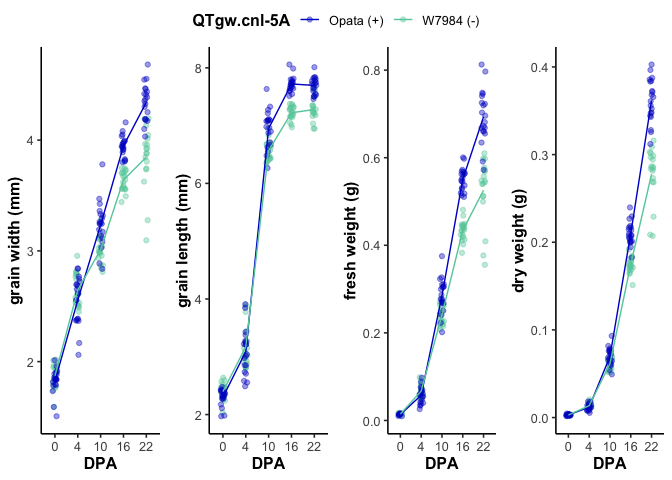 QTgw.cnl-5A Opata (+) W7984 (-)
grain width (mm)
4
3
2
0 4 10 16 22
DPA
grain length (mm)
8
6
4
2
0 4 10 16 22
DPA
fresh weight (g)
0.8
0.6
0.4
0.2
0.0
0 4 10 16 22
DPA
dry weight (g)
0.4
0.3
0.2
0.1
0.0
0 4 10 16 22
DPA